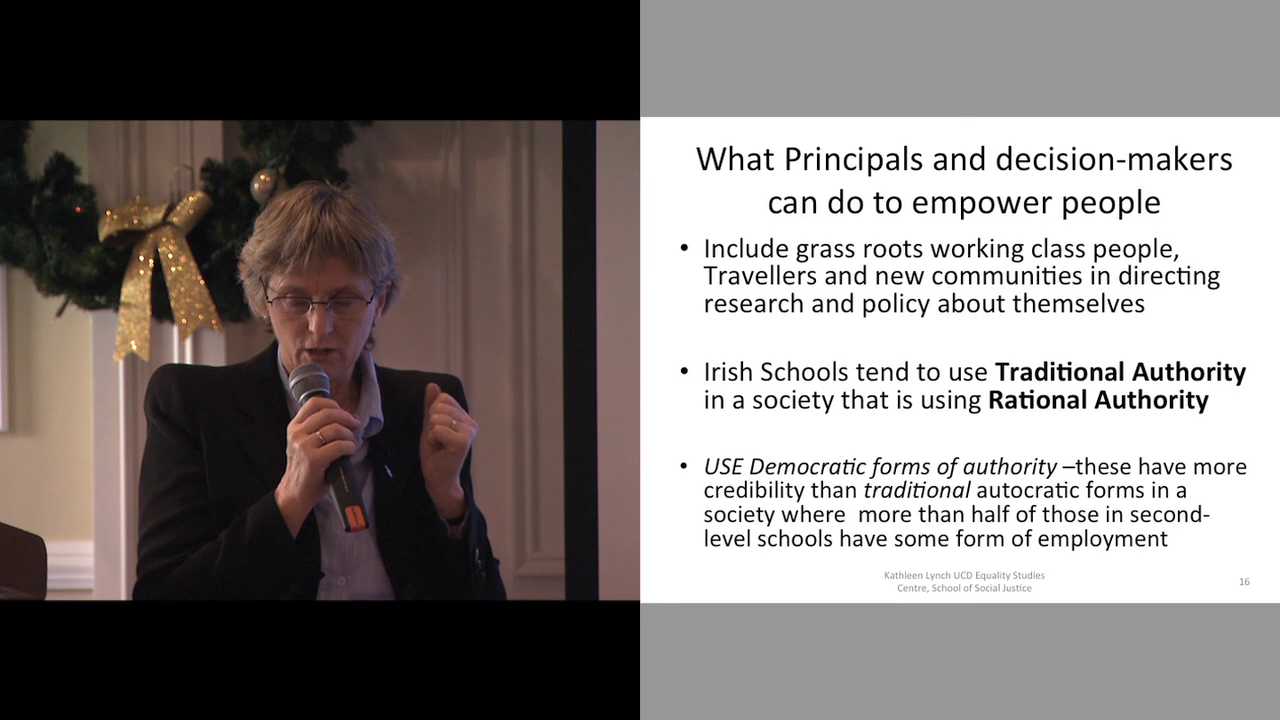 What Principals and decision-makers
can do to empower people
• Include grass roots working class people,
Travellers and new communities in directing
research and policy about themselves
• Irish Schools tend to use Traditional Authority
in a society that is using Rational Authority
• USE Democratic forms of authority –these have more
credibility than traditional autocratic forms in a
society where  more than half of those in second-
level schools have some form of employment
Kathleen Lynch UCD Equality Studies
Centre, School of Social Justice
16